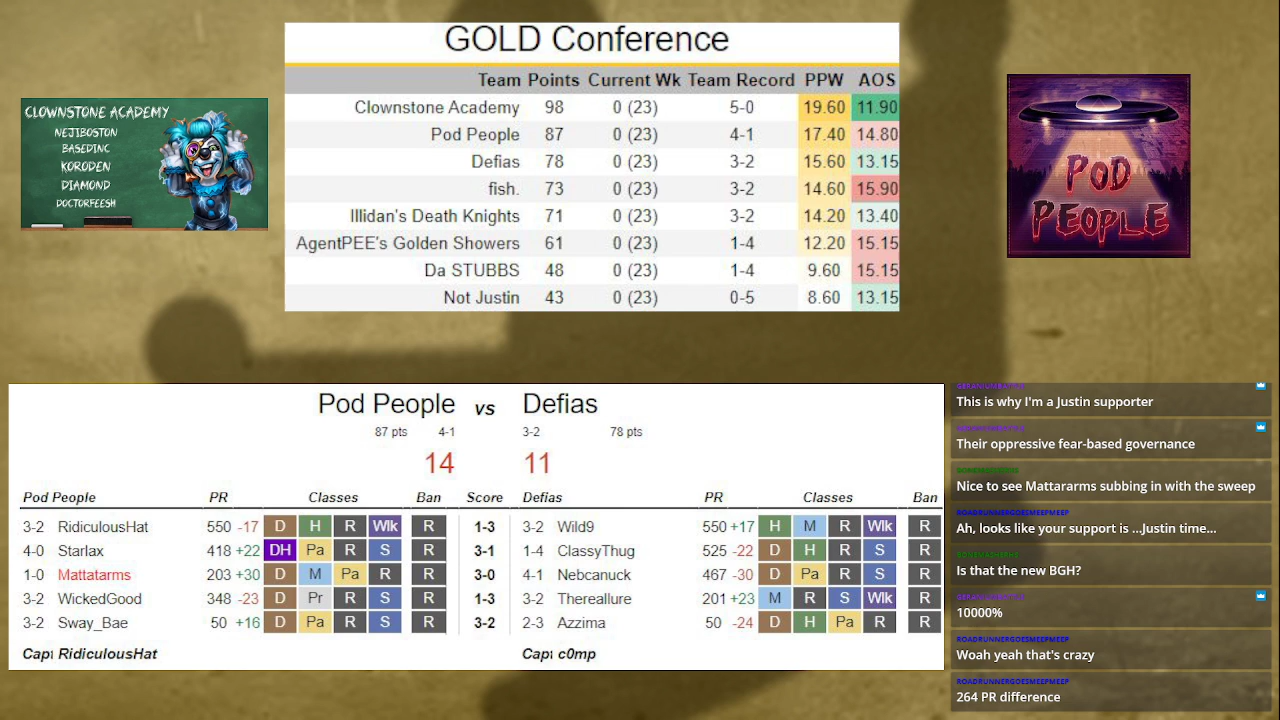 GOLD Conference
Team Points Current Wk Team Record PPW AOS
Clownstone Academy 98 0 (23) 5-0 19.60 11.90
Pod People 87 0 (23) 4-1 17.40 14.80
Defias 78 0 (23) 3-2 15.60 13.15
fish. 73 0 (23) 3-2 14.60 15.90
Illidan's Death Knights 71 0 (23) 3-2 14.20 13.40
AgentPEE's Golden Showers 61 0 (23) 1-4 12.20 15.15
Da STUBBS 48 0 (23) 1-4 9.60 15.15
Not Justin 43 0 (23) 0-5 8.60 13.15
CLOWNSTONE ACADEMY
NEJIBOSTON
BASEDINC
KORODEN
DIAMOND
DOCTORFEESH
POD
PEOPLE
Pod People vs Defias
87 pts 4-1 3-2 78 pts
14 11
Pod People PR Classes Ban Score Defias PR Classes Ban
3-2 RidiculousHat 550 -17 D H R Wlk R 1-3 3-2 Wild9 550 +17 H M R Wlk R
4-0 Starlax 418 +22 DH Pa R S R 3-1 1-4 ClassyThug 525 -22 D H R S R
1-0 Mattatarms 203 +30 D M Pa R R 3-0 4-1 Nebcanuck 467 -30 D Pa R S R
3-2 WickedGood 348 -23 D Pr R S R 1-3 3-2 Thereallure 201 +23 M R S Wlk R
3-2 Sway_Bae 50 +16 D Pa R S R 3-2 2-3 Azzima 50 -24 D H Pa R R
Capt RidiculousHat Capt c0mp
This is why I'm a Justin supporter
Their oppressive fear-based governance
Nice to see Mattararms subbing in with the sweep
ROADRUNNERGOESMEEPMEEP
Ah, looks like your support is ...Justin time...
Is that the new BGH?
10000%
ROADRUNNERGOESMEEPMEEP
Woah yeah that's crazy
ROADRUNNERGOESMEEPMEEP
264 PR difference